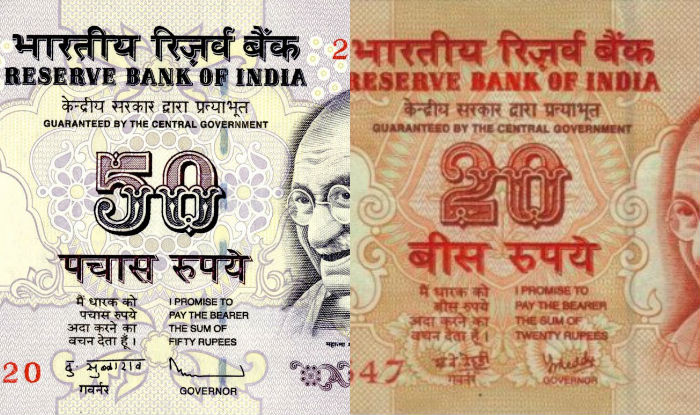 भारतीय रिज़र्व बैंक
RESERVE BANK OF INDIA
केन्द्रीय सरकार द्वारा प्रत्याभूत
GUARANTEED BY THE CENTRAL GOVERNMENT
50
पचास रुपये
मैं धारक को
पचास रुपये
अदा करने का
वचन देता हूँ।
I PROMISE TO
PAY THE BEARER
THE SUM OF
FIFTY RUPEES
20
गवर्नर
GOVERNOR
2
भारतीय रिज़र्व बैंक
RESERVE BANK OF INDIA
केन्द्रीय सरकार द्वारा प्रत्याभूत
GUARANTEED BY THE CENTRAL GOVERNMENT
20
बीस रुपये
मैं धारक को
बीस रुपये
अदा करने का
वचन देता हूँ।
I PROMISE TO
PAY THE BEARER
THE SUM OF
TWENTY RUPEES
47
गवर्नर
GOVERNOR